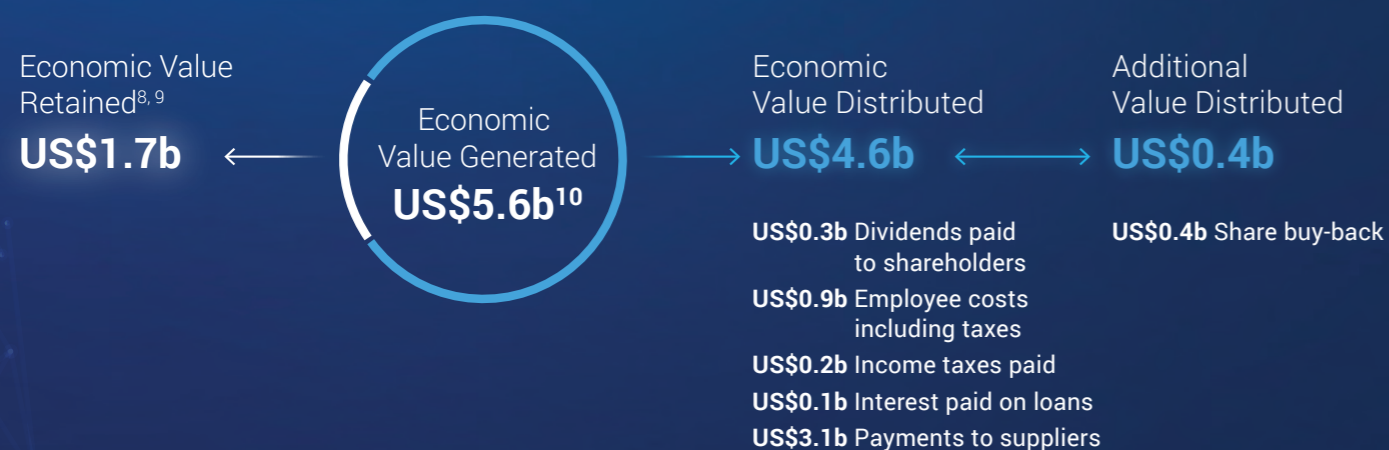 Economic Value
Retained8, 9
US$1.7b
Economic
Value Generated
US$5.6b10
Economic
Value Distributed
US$4.6b
US$0.3b Dividends paid
to shareholders
US$0.9b Employee costs
including taxes
US$0.2b Income taxes paid
US$0.1b Interest paid on loans
US$3.1b Payments to suppliers
Additional
Value Distributed
US$0.4b
US$0.4b Share buy-back